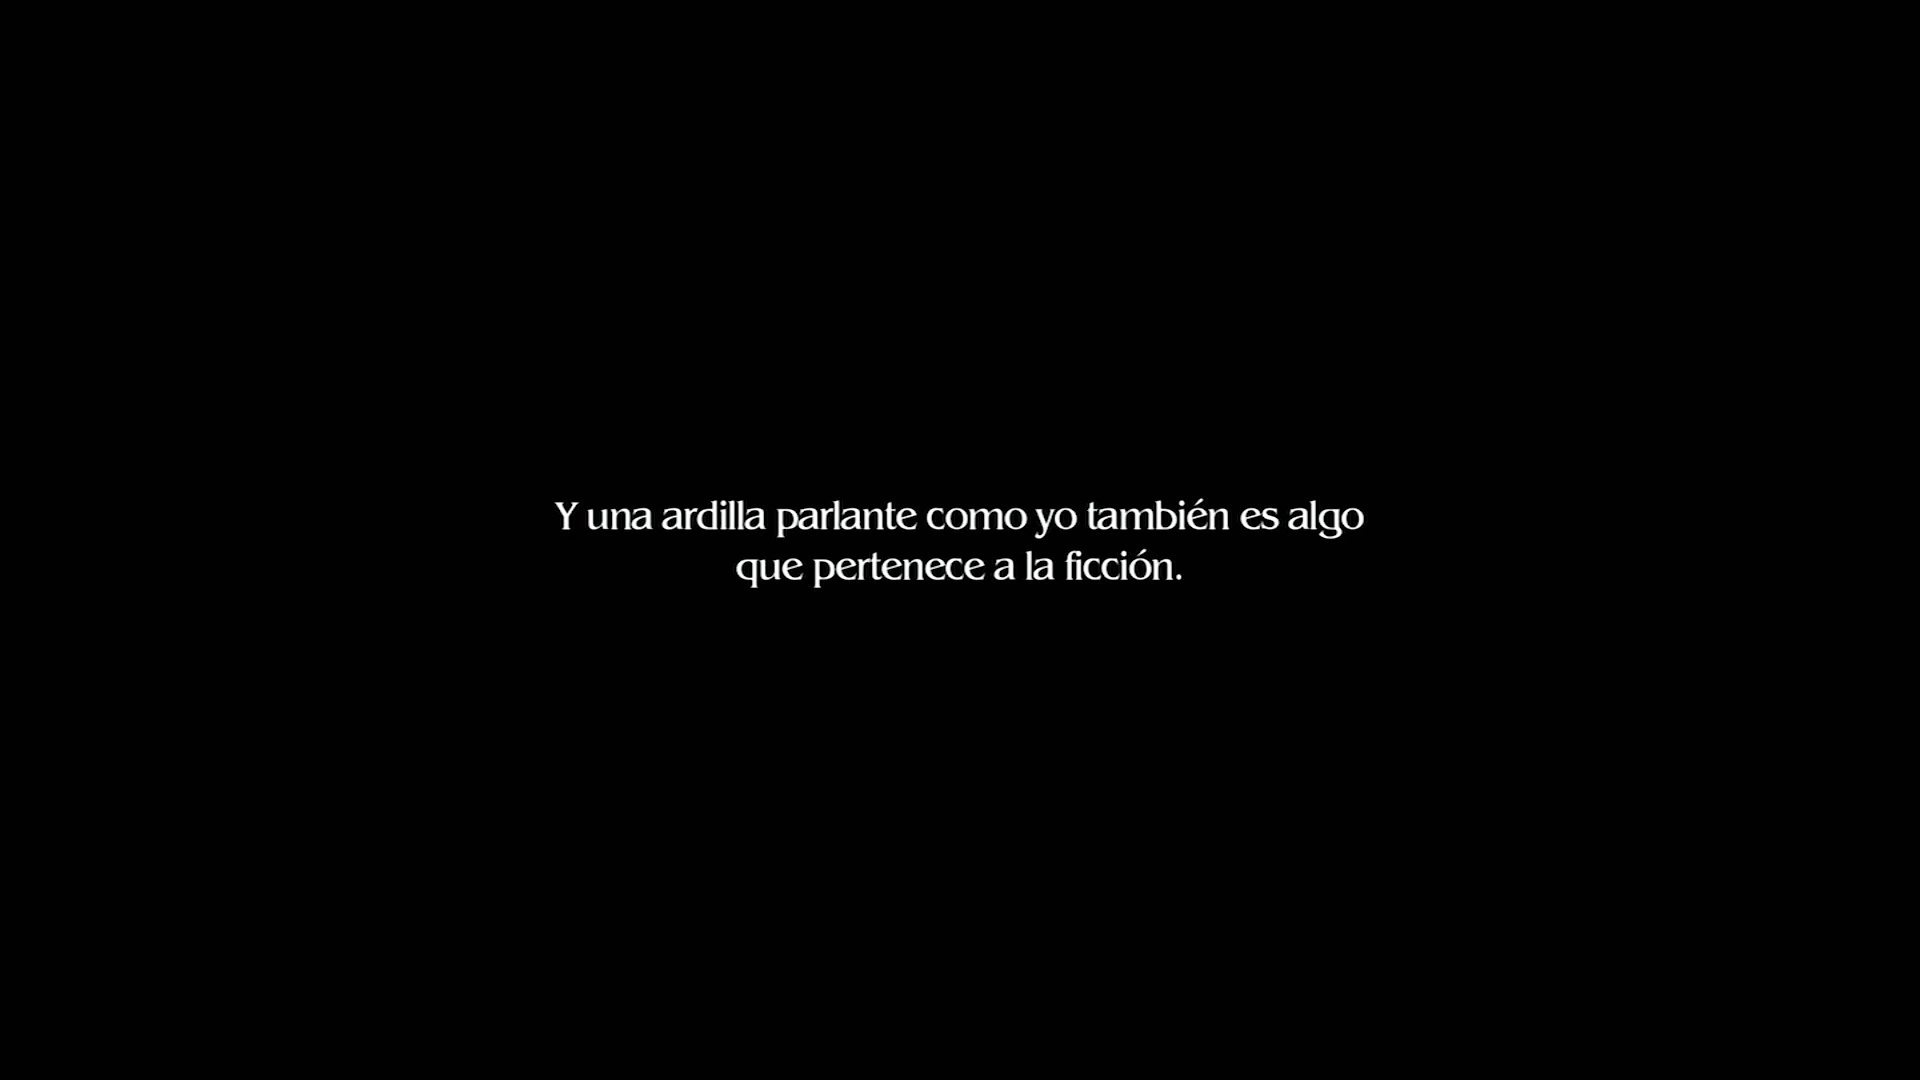 Y una ardilla parlante como yo también es algo
que pertenece a la ficción.